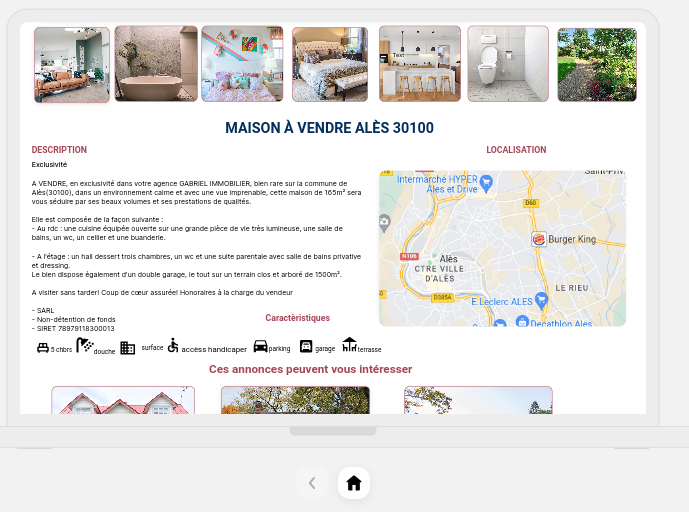 Text
MAISON À VENDRE ALÈS 30100
DESCRIPTION
LOCALISATION
Exclusivité
A VENDRE, en exclusivité dans votre agence GABRIEL IMMOBILIER, bien rare sur la commune de
Alès(30100), dans un environnement calme et avec une vue imprenable, cette maison de 165m² sera
vous séduire par ses beaux volumes et ses prestations de qualités.
Elle est composée de la façon suivante :
- Au rdc : une cuisine équipée ouverte sur une grande pièce de vie très lumineuse, une salle de
bains, un wc, un cellier et une buanderie.
- A l'étage : un hall dessert trois chambres, un wc et une suite parentale avec salle de bains privative
et dressing.
Le bien dispose également d'un double garage, le tout sur un terrain clos et arboré de 1500m².
A visiter sans tarder! Coup de cœur assurée! Honoraires à la charge du vendeur
- SARL
- Non-détention de fonds
- SIRET 78979118300013
Intermarché HYPER
Ales et Drive
Saint-Priv.
D60
Burger King
N106
Alès
CTRE VILLE
D'ALÈS
LE RIEU
D385A
E.Leclerc ALES
Decathlon Ales
Caractèristiques
5 chbrs
douche
surface
accèss handicaper
parking
garage
terrasse
Ces annonces peuvent vous intéresser